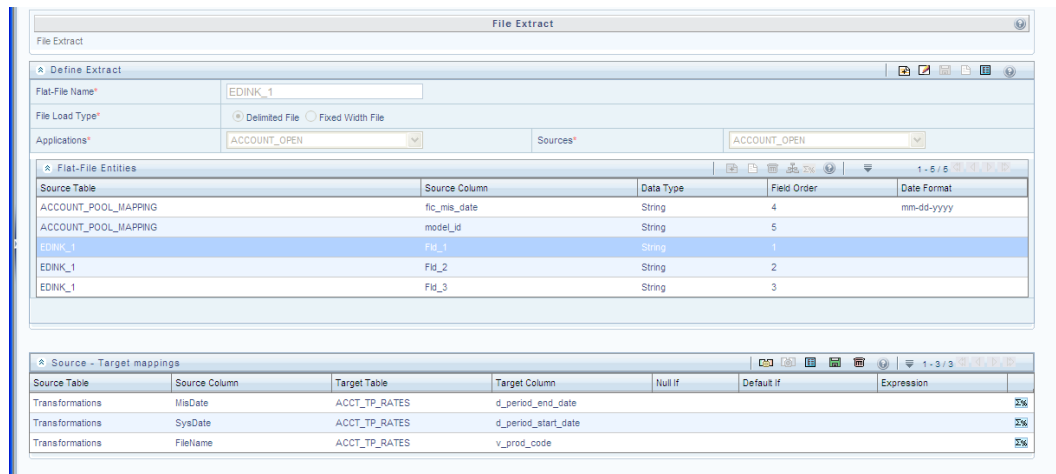 File Extract
File Extract
Define Extract
Flat-File Name* EDINK_1
File Load Type* Delimited File Fixed Width File
Applications* ACCOUNT_OPEN Sources* ACCOUNT_OPEN
Flat-File Entities 1 - 5 / 5
Source Table Source Column Data Type Field Order Date Format
ACCOUNT_POOL_MAPPING fic_mis_date String 4 mm-dd-yyyy
ACCOUNT_POOL_MAPPING model_id String 5
EDINK_1 Fld_1 String 1
EDINK_1 Fld_2 String 2
EDINK_1 Fld_3 String 3
Source - Target mappings 1 - 3 / 3
Source Table Source Column Target Table Target Column Null If Default If Expression
Transformations MisDate ACCT_TP_RATES d_period_end_date
Transformations SysDate ACCT_TP_RATES d_period_start_date
Transformations FileName ACCT_TP_RATES v_prod_code